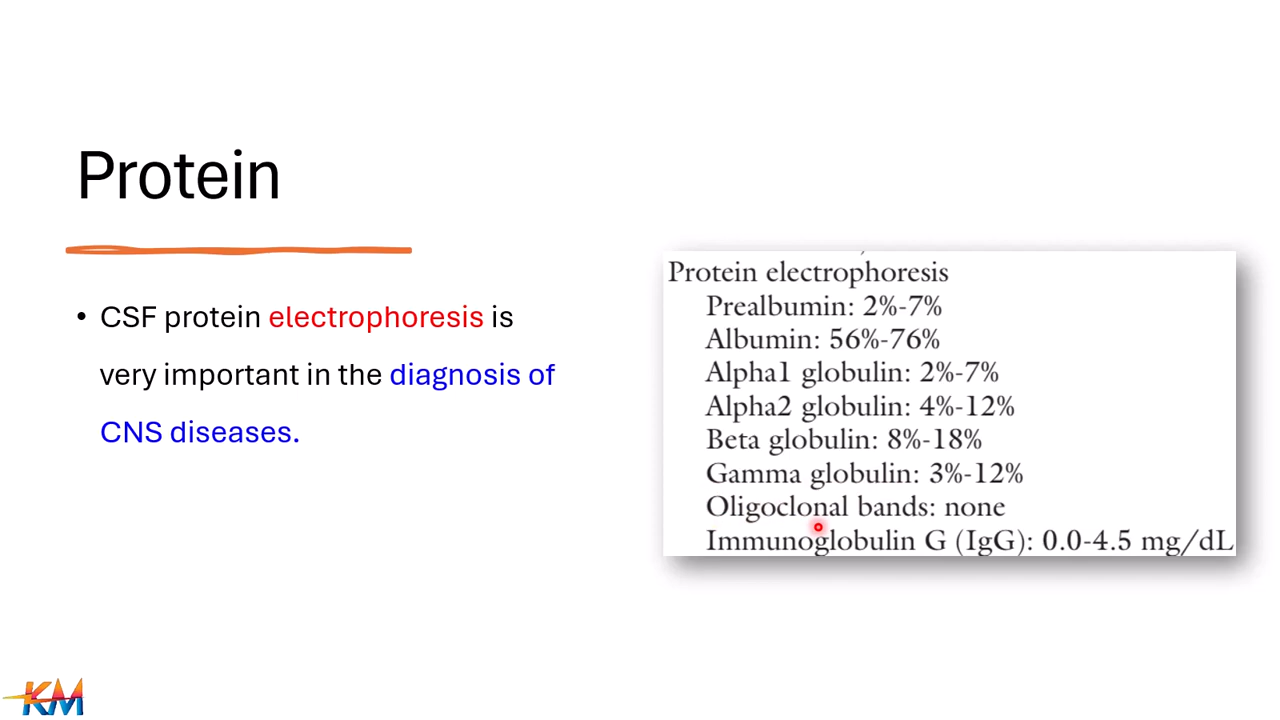 Protein
• CSF protein electrophoresis is
very important in the diagnosis of
CNS diseases.
Protein electrophoresis
Prealbumin: 2%-7%
Albumin: 56%-76%
Alpha1 globulin: 2%-7%
Alpha2 globulin: 4%-12%
Beta globulin: 8%-18%
Gamma globulin: 3%-12%
Oligoclonal bands: none
Immunoglobulin G (IgG): 0.0-4.5 mg/dL
KM